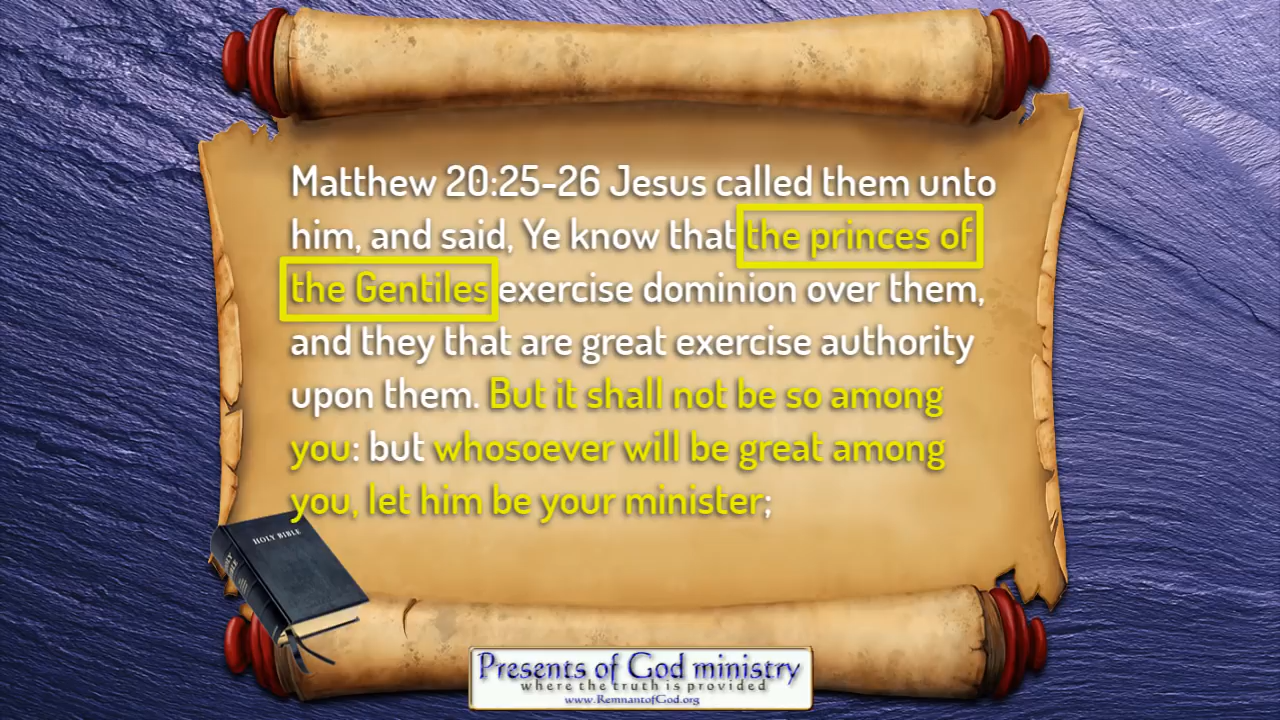 Matthew 20:25-26 Jesus called them unto
him, and said, Ye know that the princes of
the Gentiles exercise dominion over them,
and they that are great exercise authority
upon them. But it shall not be so among
you: but whosoever will be great among
you, let him be your minister;
HOLY BIBLE
Presents of God ministry
where the truth is provided
www.RemnantofGod.org